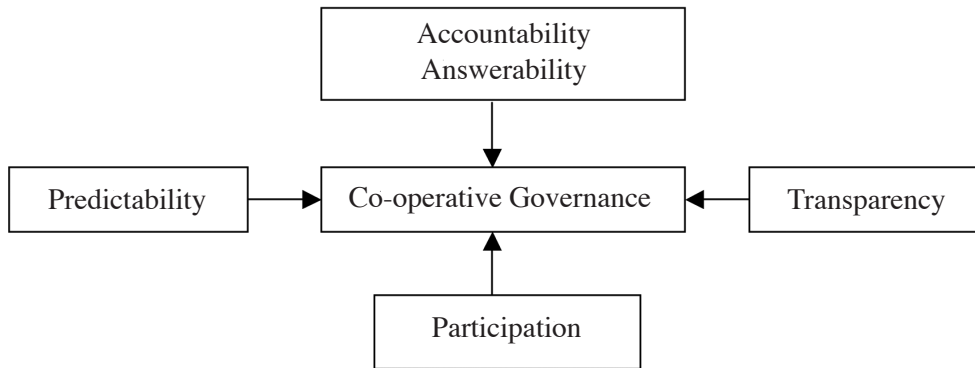 Accountability
Answerability
Predictability
Co-operative Governance
Transparency
Participation